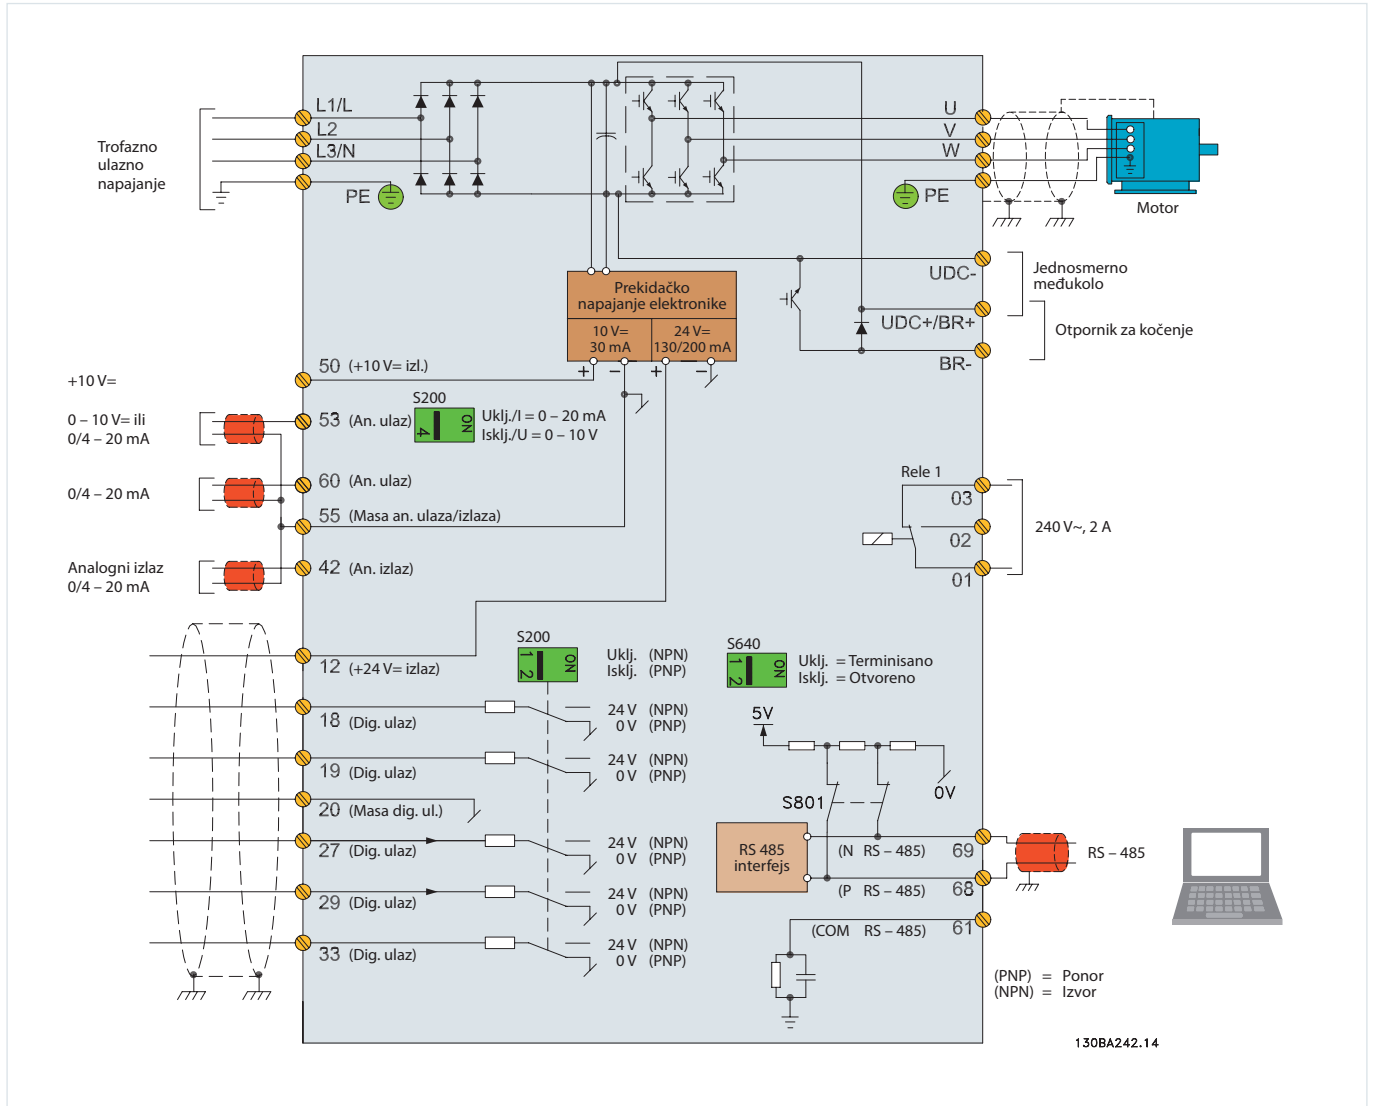 L1/L
L2
L3/N
PE
Trofazno
ulazno
napajanje
U
V
W
PE
Motor
UDC-
Jednosmerno
međukolo
UDC+/BR+
Otpornik za kočenje
BR-
Prekidačko
napajanje elektronike
10 V=
30 mA
24 V=
130/200 mA
+ − + −
50 (+10 V= izl.)
+10 V=
S200
ON
4
Uklj./I = 0 – 20 mA
Isklj./U = 0 – 10 V
0 – 10 V= ili
0/4 – 20 mA
53 (An. ulaz)
0/4 – 20 mA
60 (An. ulaz)
55 (Masa an. ulaza/izlaza)
Analogni izlaz
0/4 – 20 mA
42 (An. izlaz)
Rele 1
03
02
01
240 V~, 2 A
12 (+24 V= izlaz)
S200
ON
1 2
Uklj. (NPN)
Isklj. (PNP)
S640
ON
1 2
Uklj. = Terminisano
Isklj. = Otvoreno
18 (Dig. ulaz)
24 V (NPN)
0 V (PNP)
19 (Dig. ulaz)
24 V (NPN)
0 V (PNP)
20 (Masa dig. ul.)
27 (Dig. ulaz)
24 V (NPN)
0 V (PNP)
29 (Dig. ulaz)
24 V (NPN)
0 V (PNP)
33 (Dig. ulaz)
24 V (NPN)
0 V (PNP)
5V
0V
S801
RS 485
interfejs
(N RS – 485) 69
(P RS – 485) 68
(COM RS – 485) 61
RS – 485
(PNP) = Ponor
(NPN) = Izvor
130BA242.14